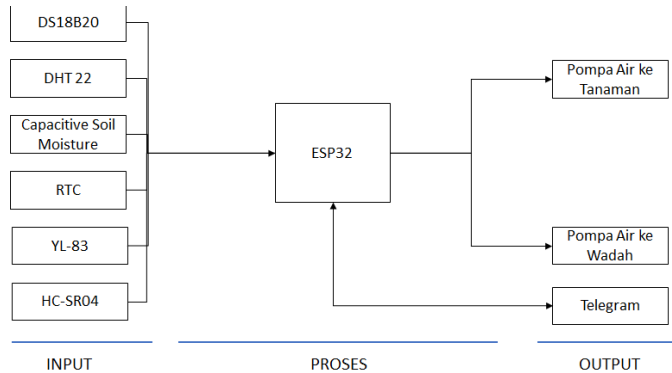 DS18B20
DHT 22
Capacitive Soil
Moisture
RTC
YL-83
HC-SR04
ESP32
Pompa Air ke
Tanaman
Pompa Air ke
Wadah
Telegram
INPUT
PROSES
OUTPUT